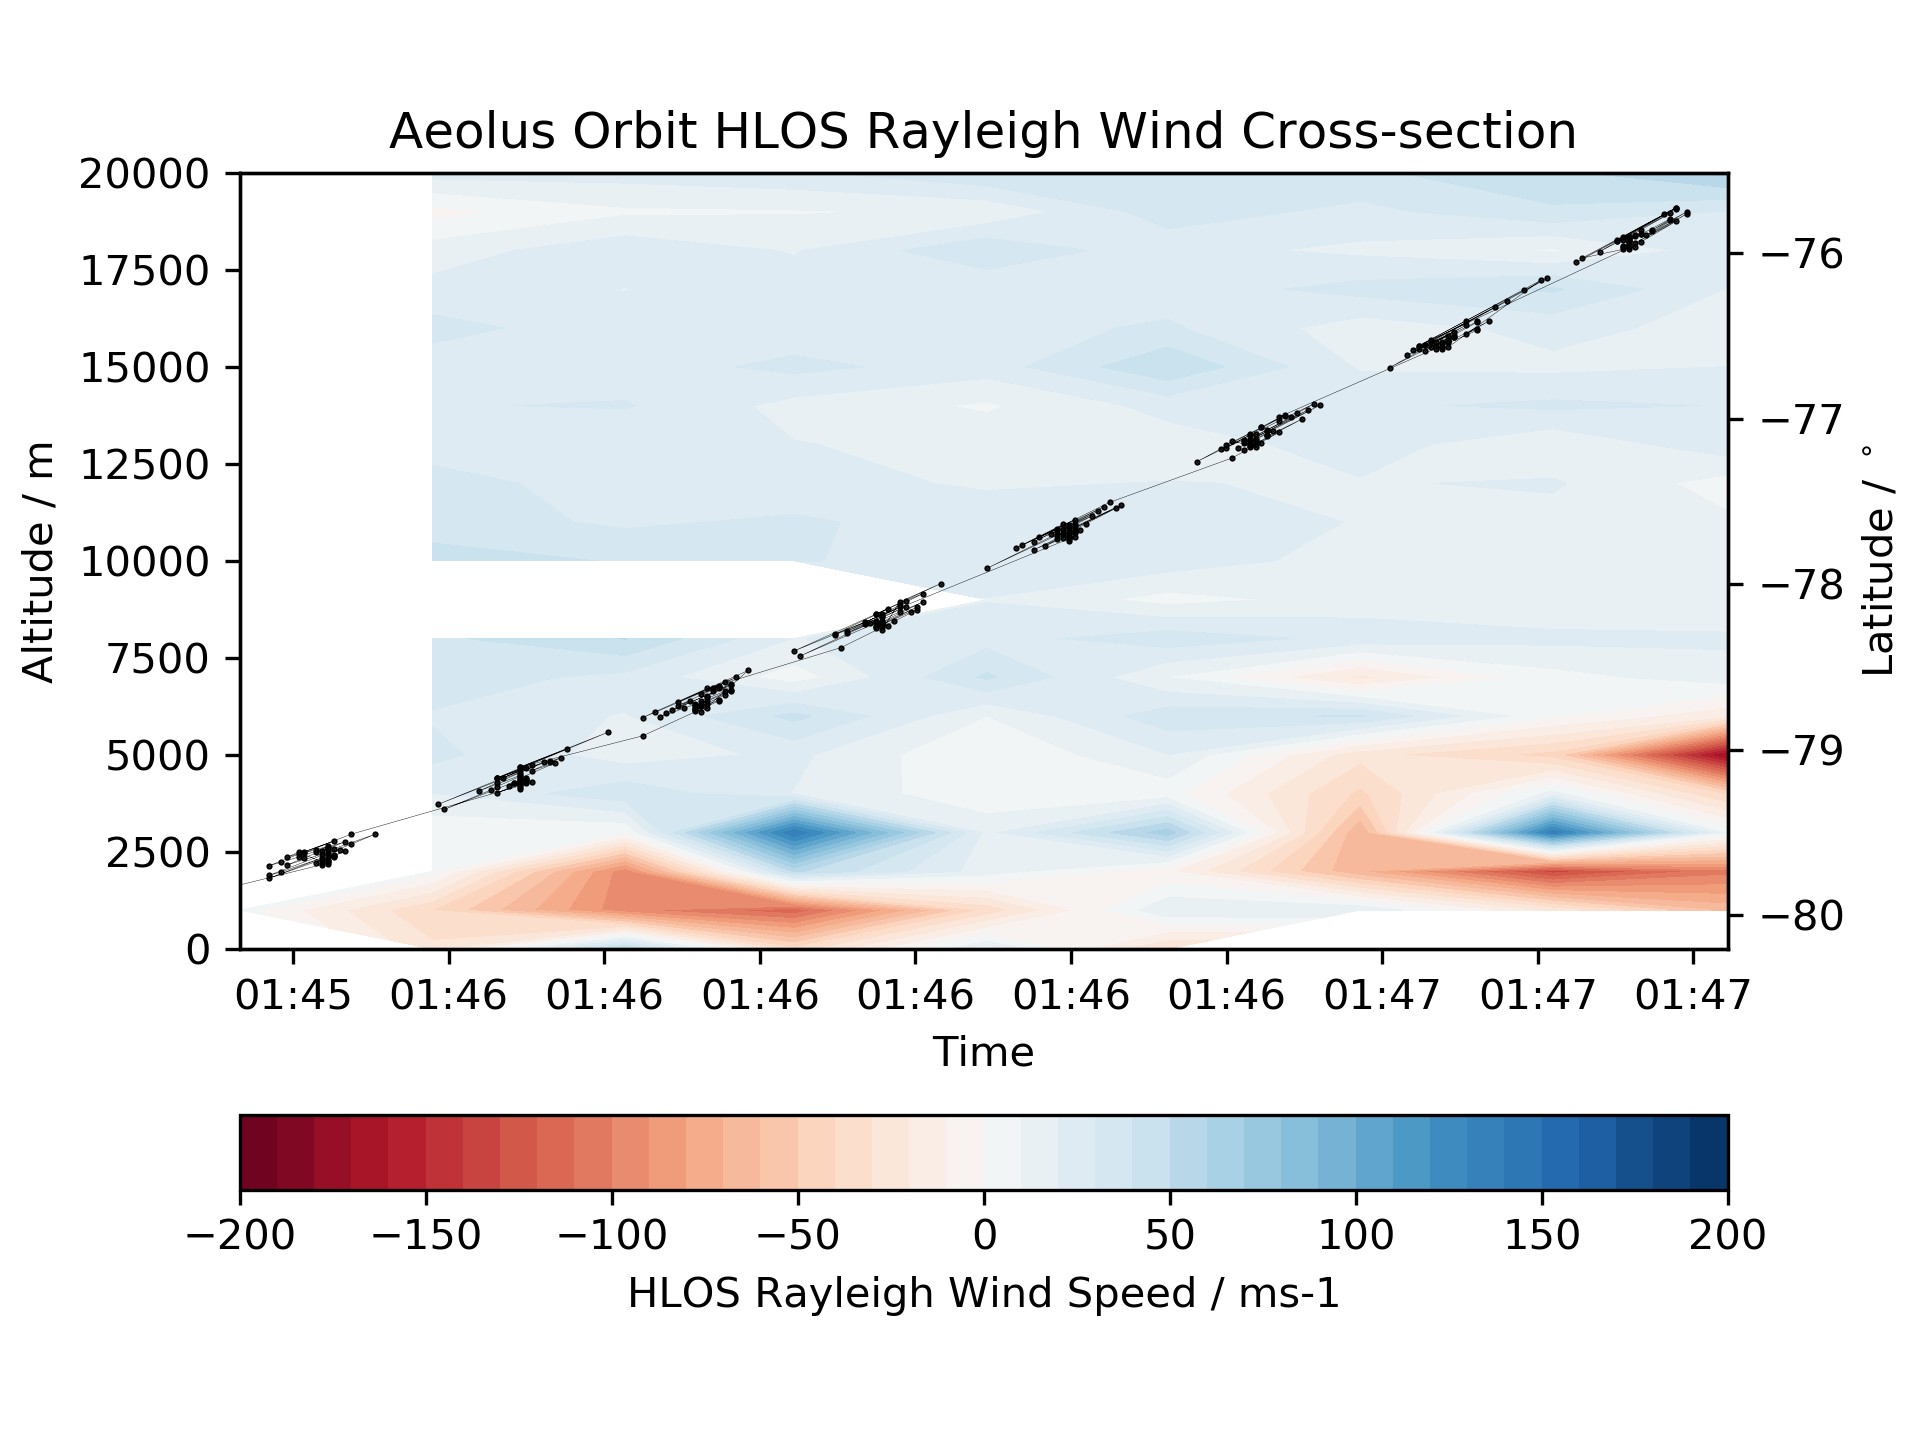 Aeolus Orbit HLOS Rayleigh Wind Cross-section
20000
17500
15000
12500
10000
7500
5000
2500
0
Altitude / m
−76
−77
−78
−79
−80
Latitude / °
01:45 01:46 01:46 01:46 01:46 01:46 01:46 01:47 01:47 01:47
Time
−200 −150 −100 −50 0 50 100 150 200
HLOS Rayleigh Wind Speed / ms-1